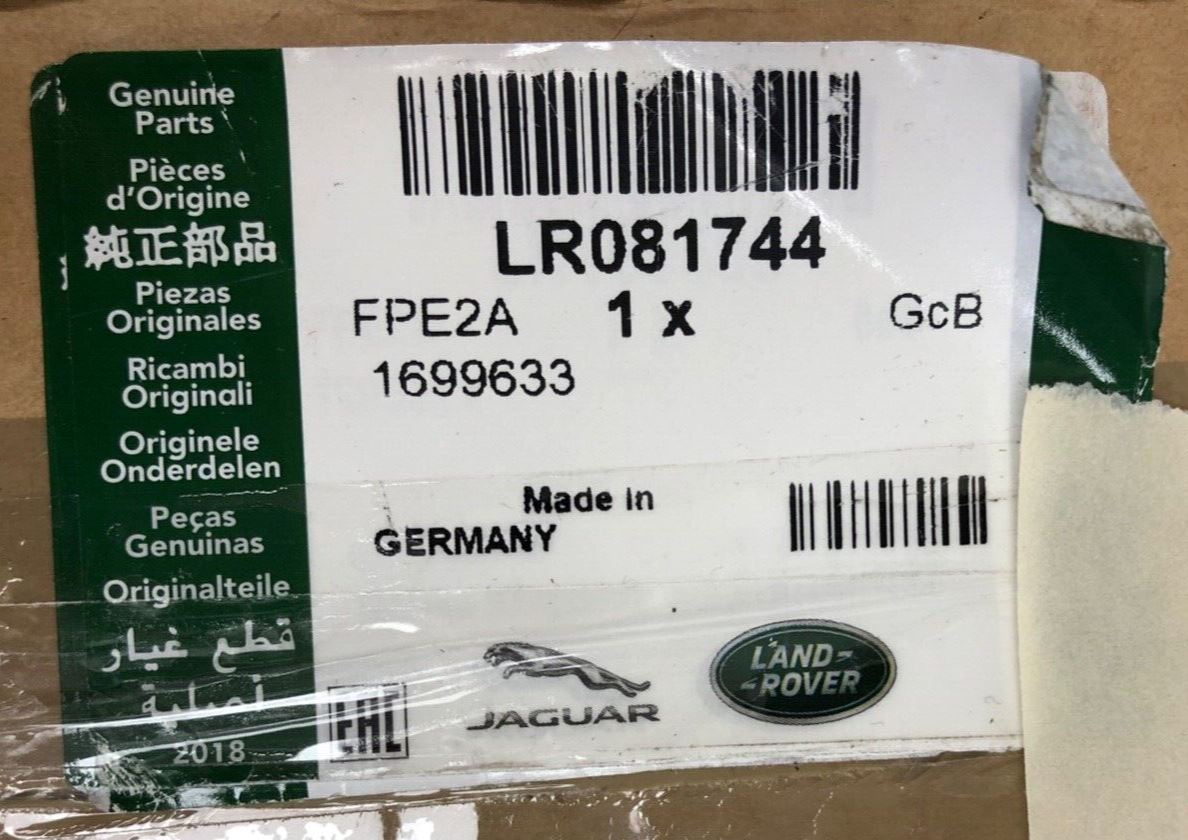 Genuine
Parts
Pièces
d'Origine
純正部品
Piezas
Originales
Ricambi
Originali
Originele
Onderdelen
Peças
Genuinas
Originalteile
قطع غيار
أصلية
2018
LR081744
FPE2A 1 x GcB
1699633
Made in
GERMANY
EAC
JAGUAR
LAND-
-ROVER